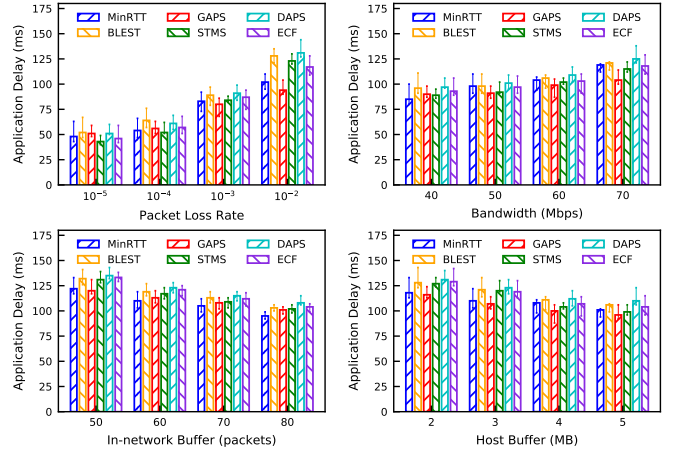 Application Delay (ms)
175
150
125
100
75
50
25
0
MinRTT GAPS DAPS
BLEST STMS ECF
10⁻⁵ 10⁻⁴ 10⁻³ 10⁻²
Packet Loss Rate
Application Delay (ms)
175
150
125
100
75
50
25
0
MinRTT GAPS DAPS
BLEST STMS ECF
40 50 60 70
Bandwidth (Mbps)
Application Delay (ms)
175
150
125
100
75
50
25
0
MinRTT GAPS DAPS
BLEST STMS ECF
50 60 70 80
In-network Buffer (packets)
Application Delay (ms)
175
150
125
100
75
50
25
0
MinRTT GAPS DAPS
BLEST STMS ECF
2 3 4 5
Host Buffer (MB)